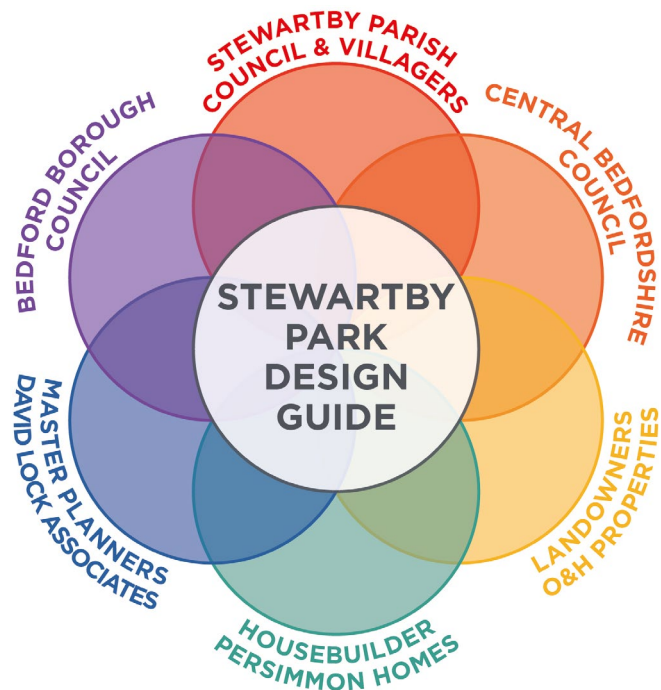 STEWARTBY PARISH
COUNCIL & VILLAGERS
CENTRAL BEDFORDSHIRE
COUNCIL
BEDFORD BOROUGH
COUNCIL
STEWARTBY
PARK
DESIGN
GUIDE
MASTER PLANNERS
DAVID LOCK ASSOCIATES
LANDOWNERS
O&H PROPERTIES
HOUSEBUILDER
PERSIMMON HOMES